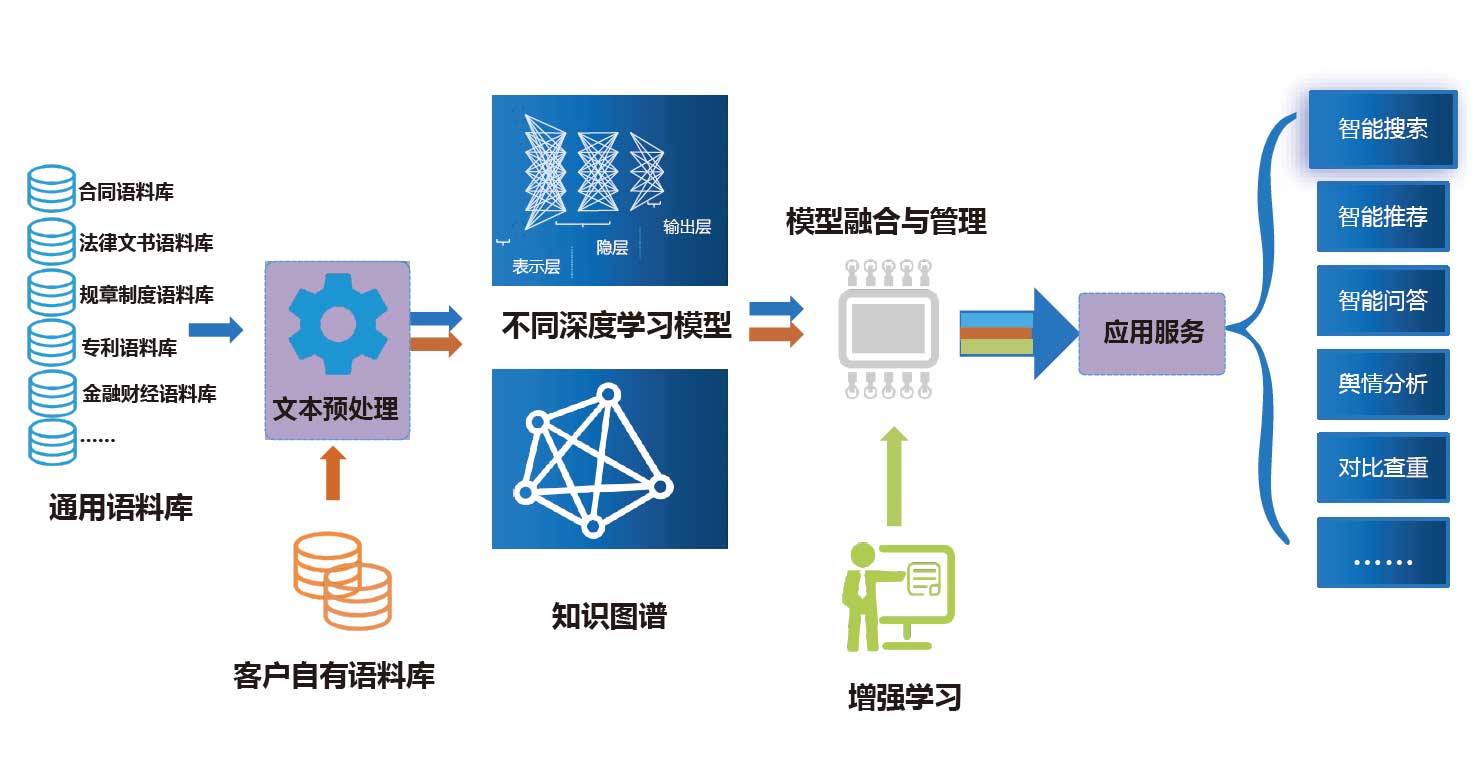 合同语料库
法律文书语料库
规章制度语料库
专利语料库
金融财经语料库
......
通用语料库
文本预处理
客户自有语料库
表示层
隐层
输出层
不同深度学习模型
知识图谱
模型融合与管理
增强学习
应用服务
智能搜索
智能推荐
智能问答
舆情分析
对比查重
......